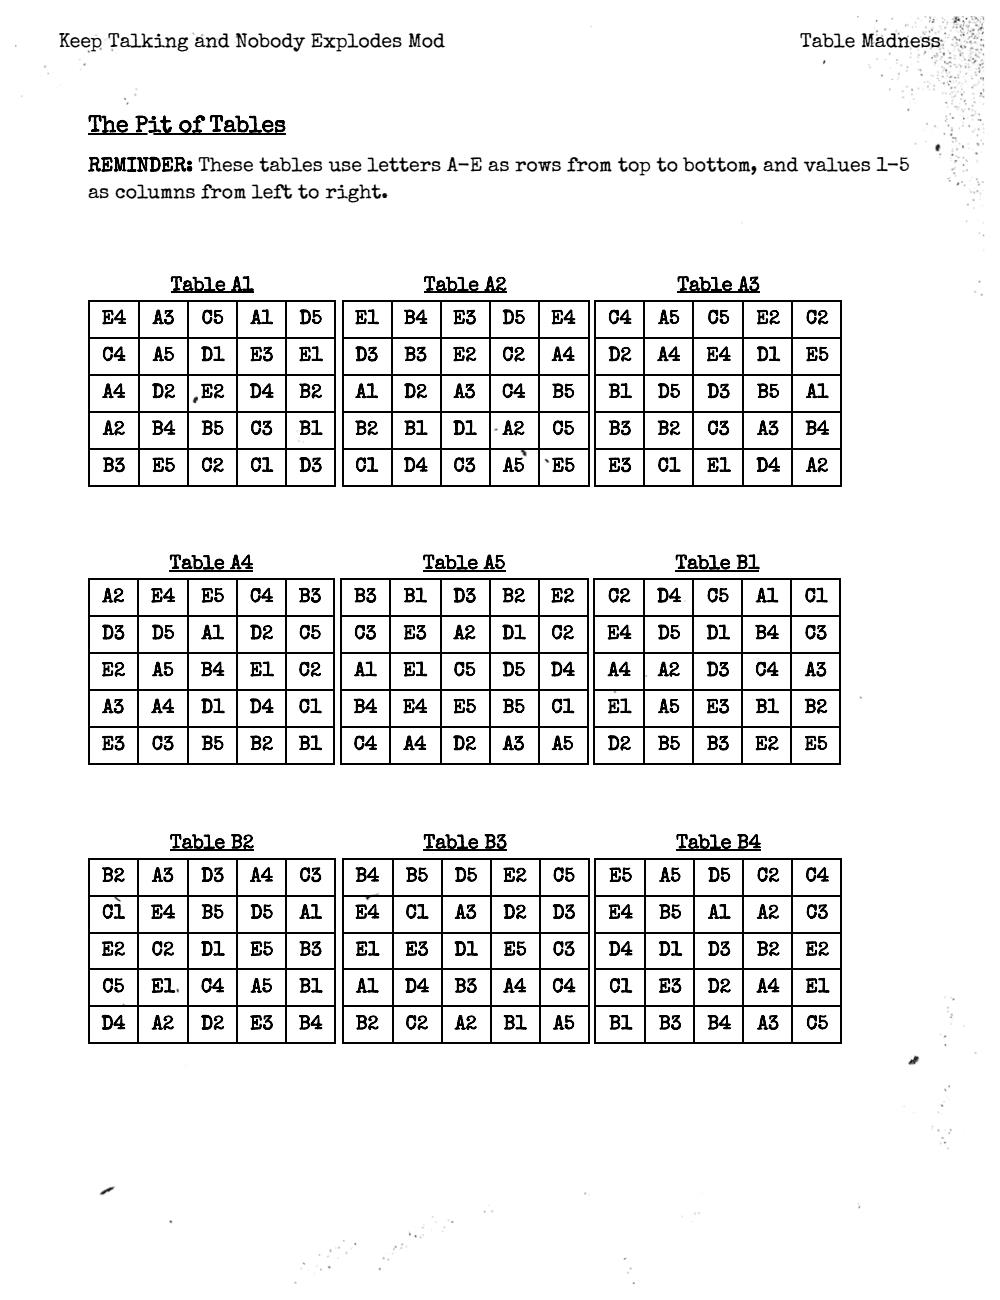 Keep Talking and Nobody Explodes Mod Table Madness
The Pit of Tables
REMINDER: These tables use letters A-E as rows from top to bottom, and values 1-5
as columns from left to right.
Table A1 Table A2 Table A3
E4 A3 C5 A1 D5 E1 B4 E3 D5 E4 C4 A5 C5 E2 C2
C4 A5 D1 E3 E1 D3 B3 E2 C2 A4 D2 A4 E4 D1 E5
A4 D2 E2 D4 B2 A1 D2 A3 C4 B5 B1 D5 D3 B5 A1
A2 B4 B5 C3 B1 B2 B1 D1 A2 C5 B3 B2 C3 A3 B4
B3 E5 C2 C1 D3 C1 D4 C3 A5 E5 E3 C1 E1 D4 A2
Table A4 Table A5 Table B1
A2 E4 E5 C4 B3 B3 B1 D3 B2 E2 C2 D4 C5 A1 C1
D3 D5 A1 D2 C5 C3 E3 A2 D1 C2 E4 D5 D1 B4 C3
E2 A5 B4 E1 C2 A1 E1 C5 D5 D4 A4 A2 D3 C4 A3
A3 A4 D1 D4 C1 B4 E4 E5 B5 C1 E1 A5 E3 B1 B2
E3 C3 B5 B2 B1 C4 A4 D2 A3 A5 D2 B5 B3 E2 E5
Table B2 Table B3 Table B4
B2 A3 D3 A4 C3 B4 B5 D5 E2 C5 E5 A5 D5 C2 C4
C1 E4 B5 D5 A1 E4 C1 A3 D2 D3 E4 B5 A1 A2 C3
E2 C2 D1 E5 B3 E1 E3 D1 E5 C3 D4 D1 D3 B2 E2
C5 E1 C4 A5 B1 A1 D4 B3 A4 C4 C1 E3 D2 A4 E1
D4 A2 D2 E3 B4 B2 C2 A2 B1 A5 B1 B3 B4 A3 C5